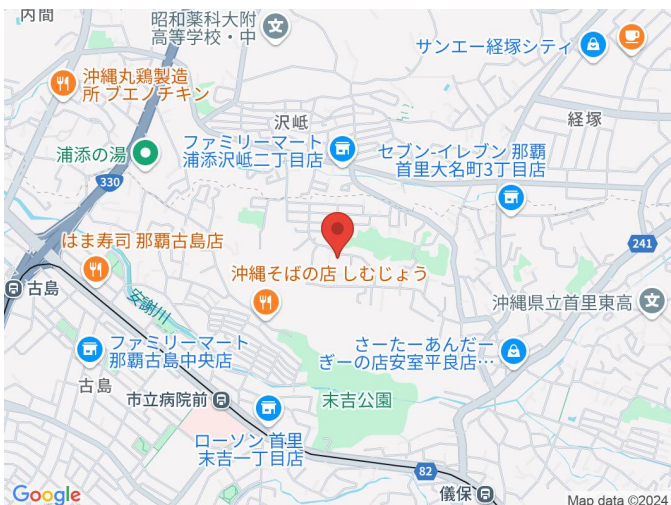 内間
昭和薬科大附
高等学校・中
サンエー経塚シティ
沖縄丸鶏製造
所 ブエノチキン
沢岻
経塚
浦添の湯
ファミリーマート
浦添沢岻二丁目店
セブン-イレブン 那覇
首里大名町3丁目店
330
はま寿司 那覇古島店
241
沖縄そばの店 しむじょう
古島
安謝川
沖縄県立首里東高
ファミリーマート
那覇古島中央店
さーたーあんだー
ぎーの店安室平良店…
古島
市立病院前
末吉公園
ローソン 首里
末吉一丁目店
82
儀保
Google
Map data ©2024